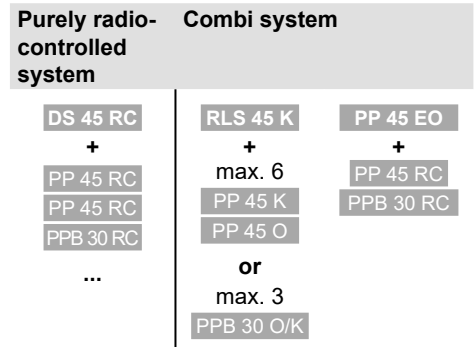 Purely radio-
controlled
system
Combi system
DS 45 RC
+
PP 45 RC
PP 45 RC
PPB 30 RC
...
RLS 45 K
+
max. 6
PP 45 K
PP 45 O
or
max. 3
PPB 30 O/K
PP 45 EO
+
PP 45 RC
PPB 30 RC